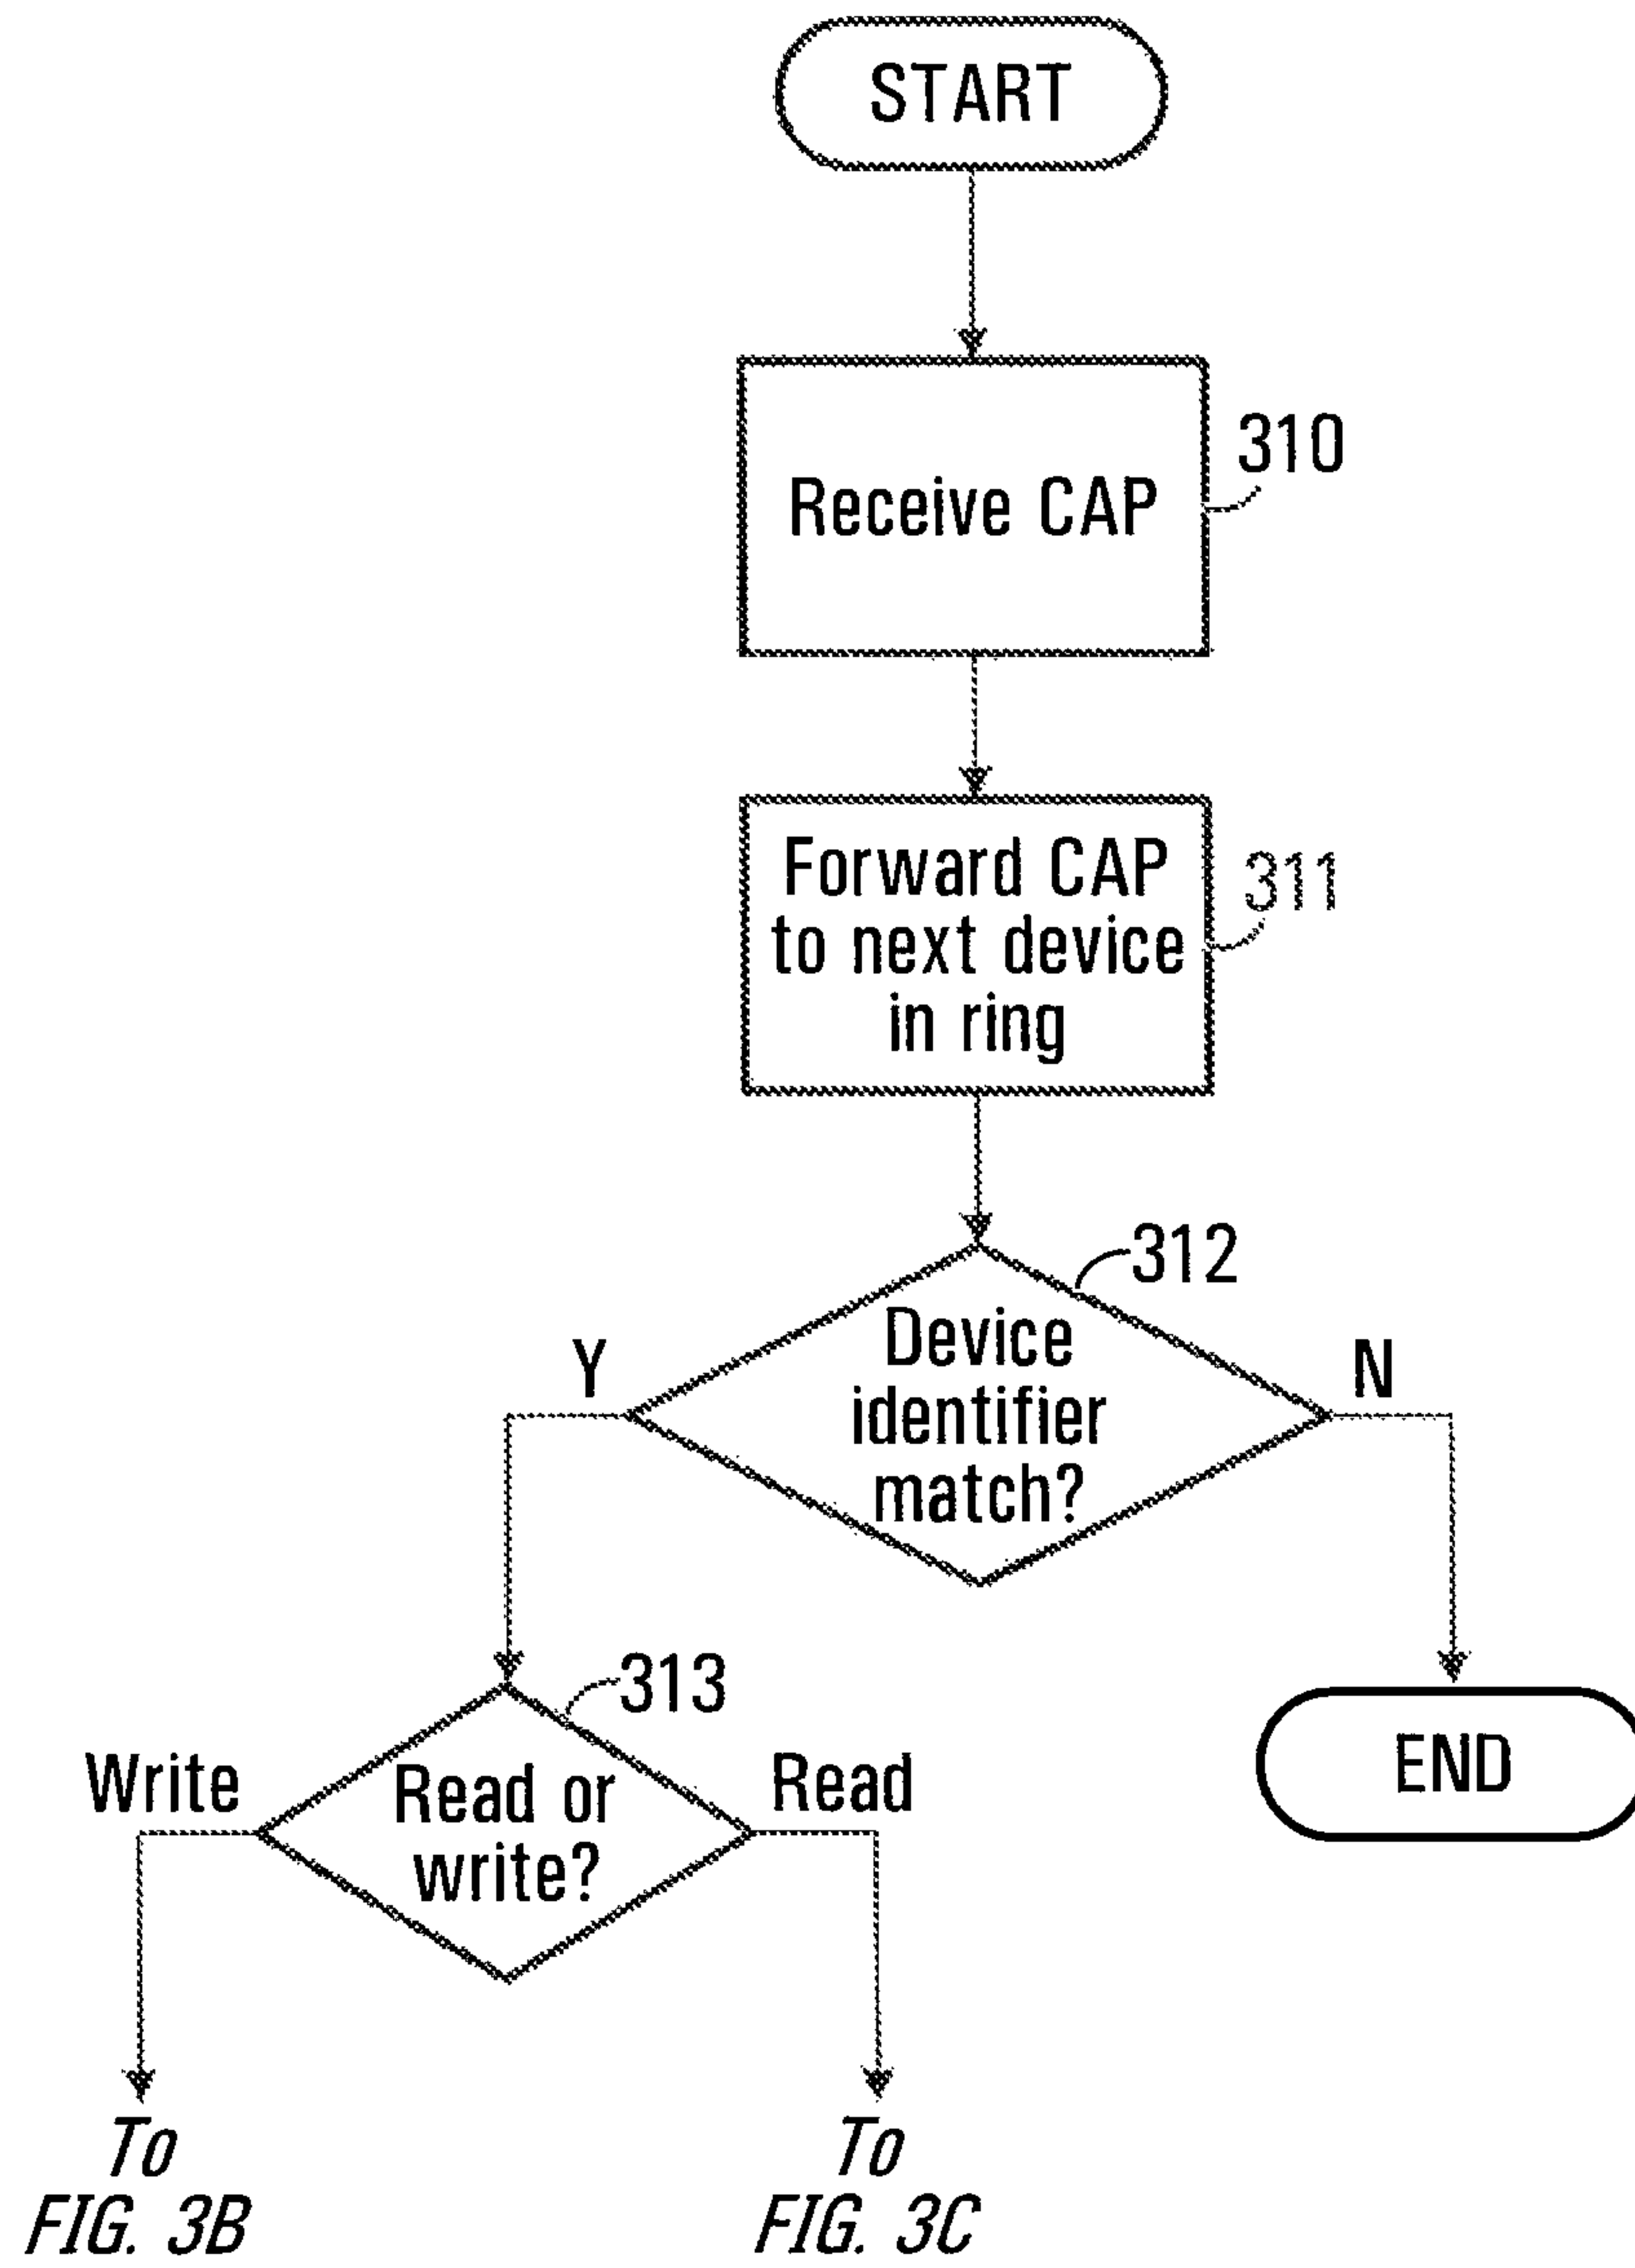 START
310
Receive CAP
Forward CAP
to next device
in ring
311
312
Y
N
Device
identifier
match?
313
Write
Read
Read or
write?
END
To
FIG. 3B
To
FIG. 3C